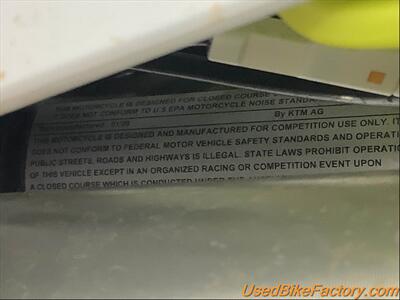 THIS MOTORCYCLE IS DESIGNED FOR CLOSED COURSE
DOES NOT CONFORM TO U.S EPA MOTORCYCLE NOISE STANDA
By KTM AG
THIS MOTORCYCLE IS DESIGNED AND MANUFACTURED FOR COMPETITION USE ONLY. IT
DOES NOT CONFORM TO FEDERAL MOTOR VEHICLE SAFETY STANDARDS AND OPERATI
PUBLIC STREETS, ROADS AND HIGHWAYS IS ILLEGAL. STATE LAWS PROHIBIT OPERATI
OF THIS VEHICLE EXCEPT IN AN ORGANIZED RACING OR COMPETITION EVENT UPON
A CLOSED COURSE WHICH IS CONDUCTED UNDER THE
UsedBikeFactory.com